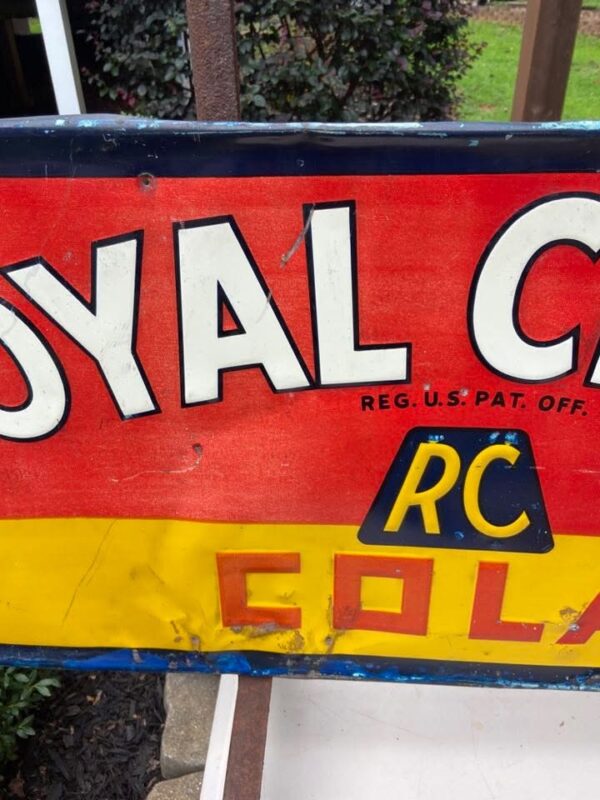 OYAL C
REG. U.S. PAT. OFF.
RC
COLA